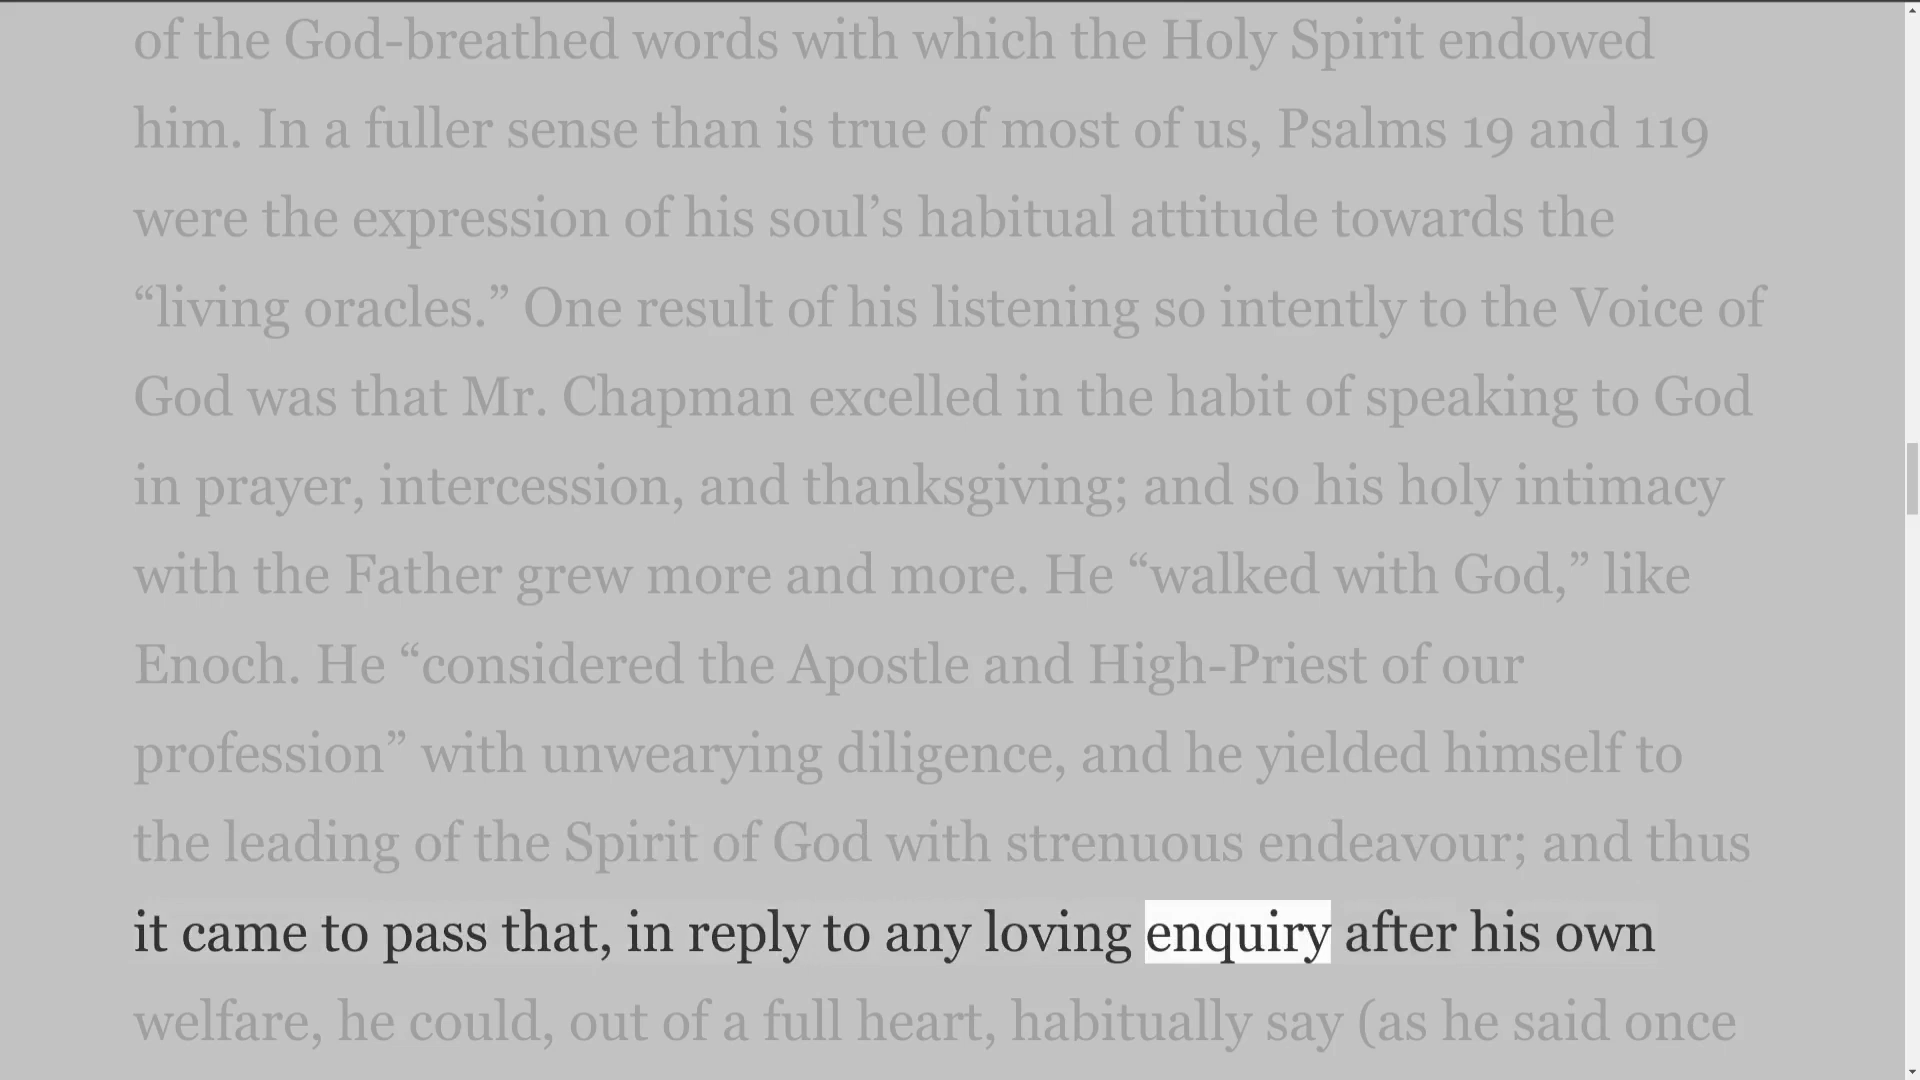 of the God-breathed words with which the Holy Spirit endowed
him. In a fuller sense than is true of most of us, Psalms 19 and 119
were the expression of his soul’s habitual attitude towards the
“living oracles.” One result of his listening so intently to the Voice of
God was that Mr. Chapman excelled in the habit of speaking to God
in prayer, intercession, and thanksgiving; and so his holy intimacy
with the Father grew more and more. He “walked with God,” like
Enoch. He “considered the Apostle and High-Priest of our
profession” with unwearying diligence, and he yielded himself to
the leading of the Spirit of God with strenuous endeavour; and thus
it came to pass that, in reply to any loving enquiry after his own
welfare, he could, out of a full heart, habitually say (as he said once